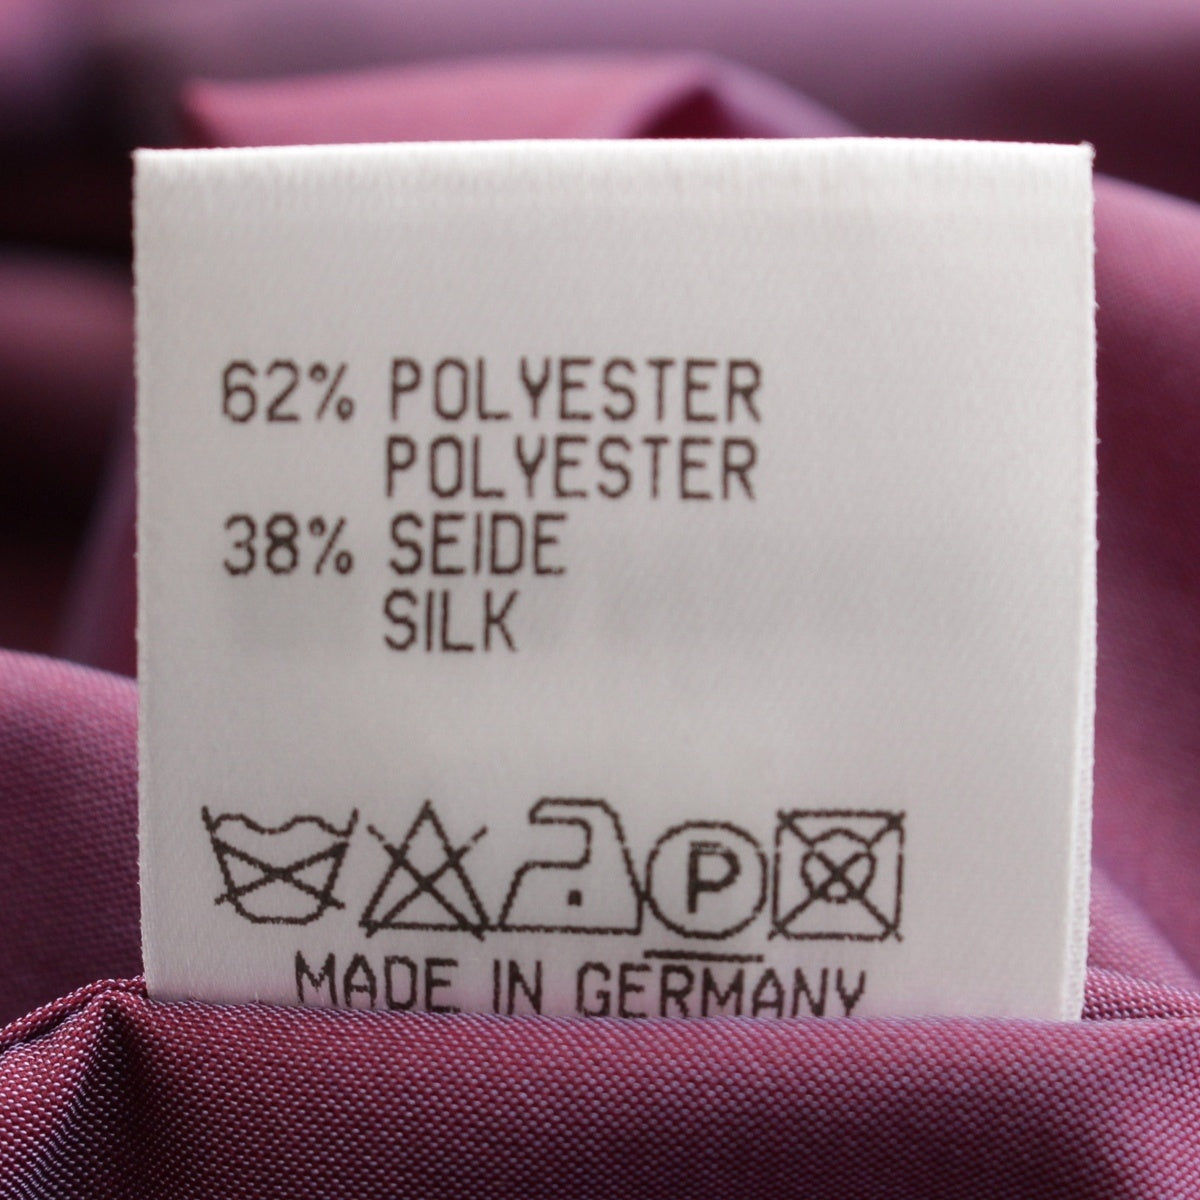 62% POLYESTER
POLYESTER
38% SEIDE
SILK
P
MADE IN GERMANY